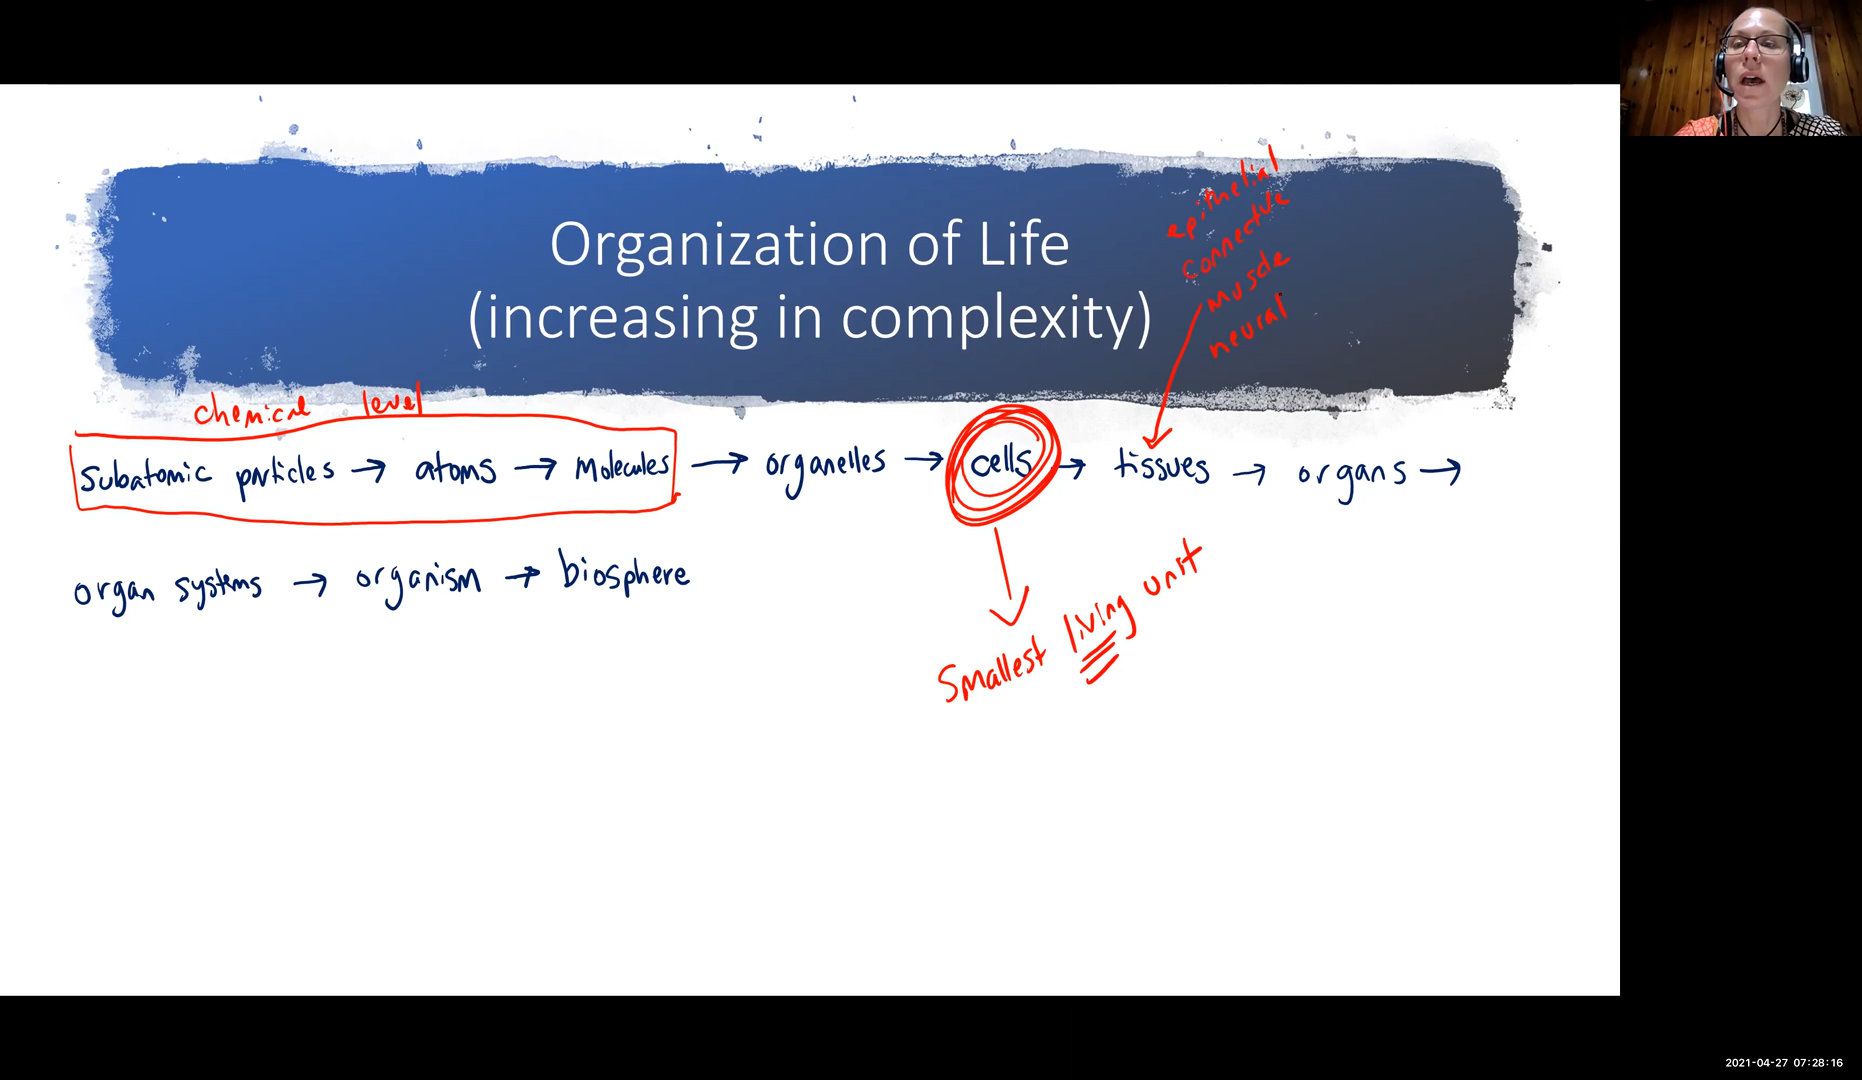 Organization of Life
(increasing in complexity)
epithelial
connective
muscle
neural
chemical level
subatomic particles → atoms → molecules → organelles → cells → tissues → organs →
organ systems → organism → biosphere
Smallest living unit
2021-04-27 07:28:16